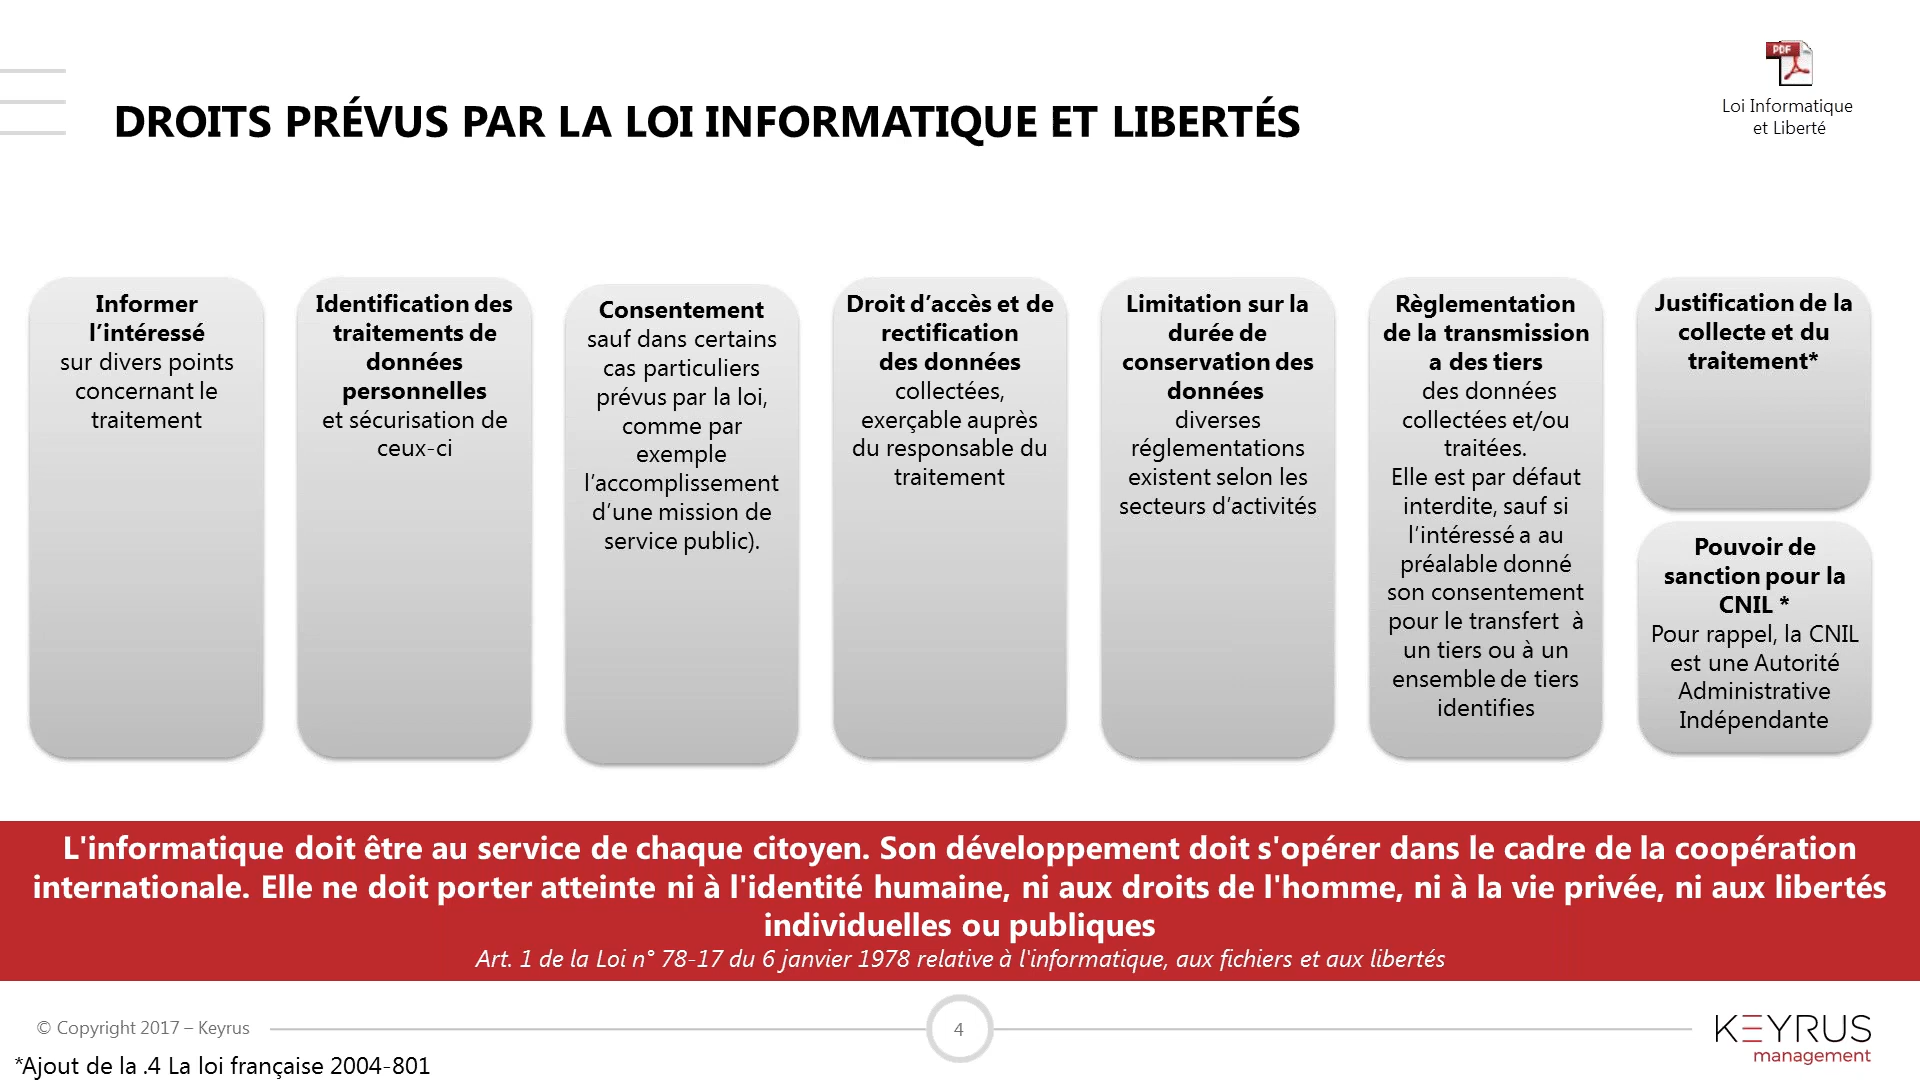 PDF
Loi Informatique
et Liberté
DROITS PRÉVUS PAR LA LOI INFORMATIQUE ET LIBERTÉS
Informer
l’intéressé
sur divers points
concernant le
traitement
Identification des
traitements de
données
personnelles
et sécurisation de
ceux-ci
Consentement
sauf dans certains
cas particuliers
prévus par la loi,
comme par
exemple
l’accomplissement
d’une mission de
service public).
Droit d’accès et de
rectification
des données
collectées,
exerçable auprès
du responsable du
traitement
Limitation sur la
durée de
conservation des
données
diverses
réglementations
existent selon les
secteurs d’activités
Règlementation
de la transmission
a des tiers
des données
collectées et/ou
traitées.
Elle est par défaut
interdite, sauf si
l’intéressé a au
préalable donné
son consentement
pour le transfert à
un tiers ou à un
ensemble de tiers
identifies
Justification de la
collecte et du
traitement*
Pouvoir de
sanction pour la
CNIL *
Pour rappel, la CNIL
est une Autorité
Administrative
Indépendante
L'informatique doit être au service de chaque citoyen. Son développement doit s'opérer dans le cadre de la coopération
internationale. Elle ne doit porter atteinte ni à l'identité humaine, ni aux droits de l'homme, ni à la vie privée, ni aux libertés
individuelles ou publiques
Art. 1 de la Loi n° 78-17 du 6 janvier 1978 relative à l'informatique, aux fichiers et aux libertés
© Copyright 2017 – Keyrus
4
KEYRUS
management
*Ajout de la .4 La loi française 2004-801